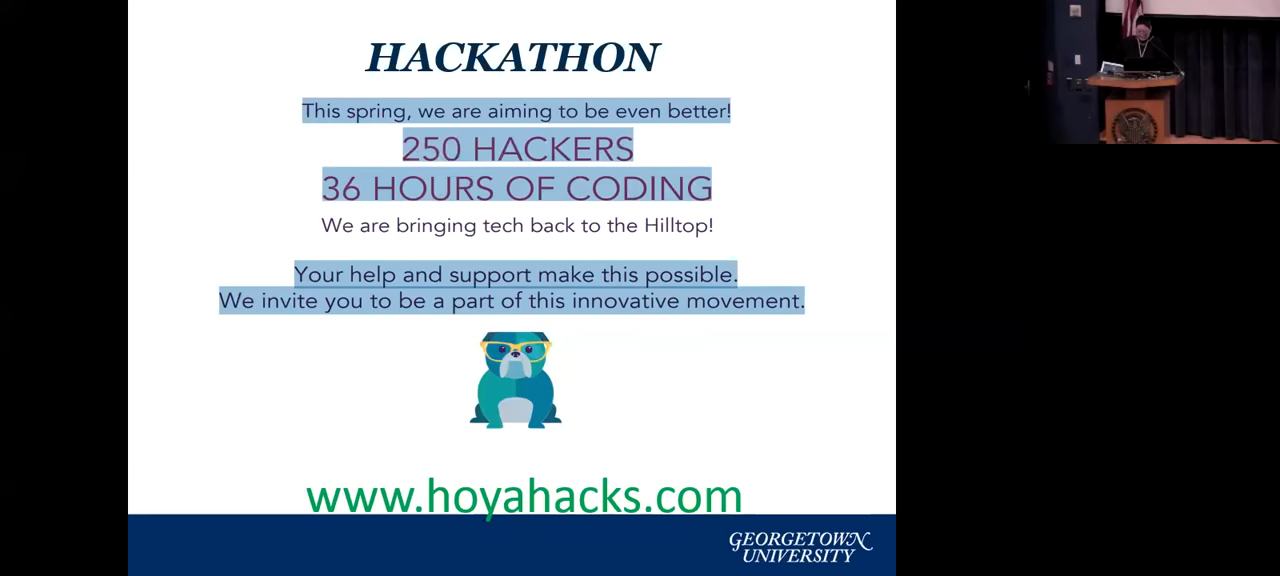 HACKATHON
This spring, we are aiming to be even better!
250 HACKERS
36 HOURS OF CODING
We are bringing tech back to the Hilltop!
Your help and support make this possible.
We invite you to be a part of this innovative movement.
www.hoyahacks.com
GEORGETOWN
UNIVERSITY